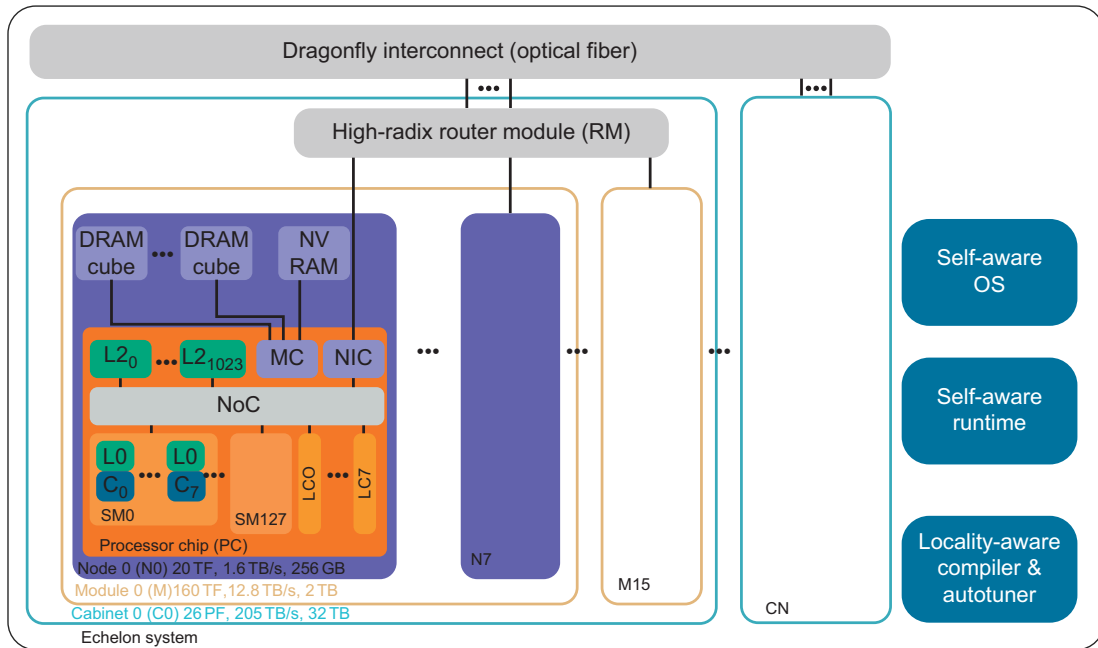 Dragonfly interconnect (optical fiber)
•••
•••
High-radix router module (RM)
DRAM
cube
•••
DRAM
cube
NV
RAM
Self-aware
OS
L2₀
•••
L2₁₀₂₃
MC
NIC
•••
•••
•••
NoC
Self-aware
runtime
L0
C₀
•••
L0
C₇
•••
SM0
SM127
LCO
•••
LC7
Processor chip (PC)
Node 0 (N0) 20 TF, 1.6 TB/s, 256 GB
N7
Module 0 (M)160 TF,12.8 TB/s, 2 TB
M15
Cabinet 0 (C0) 26 PF, 205 TB/s, 32 TB
CN
Locality-aware
compiler &
autotuner
Echelon system